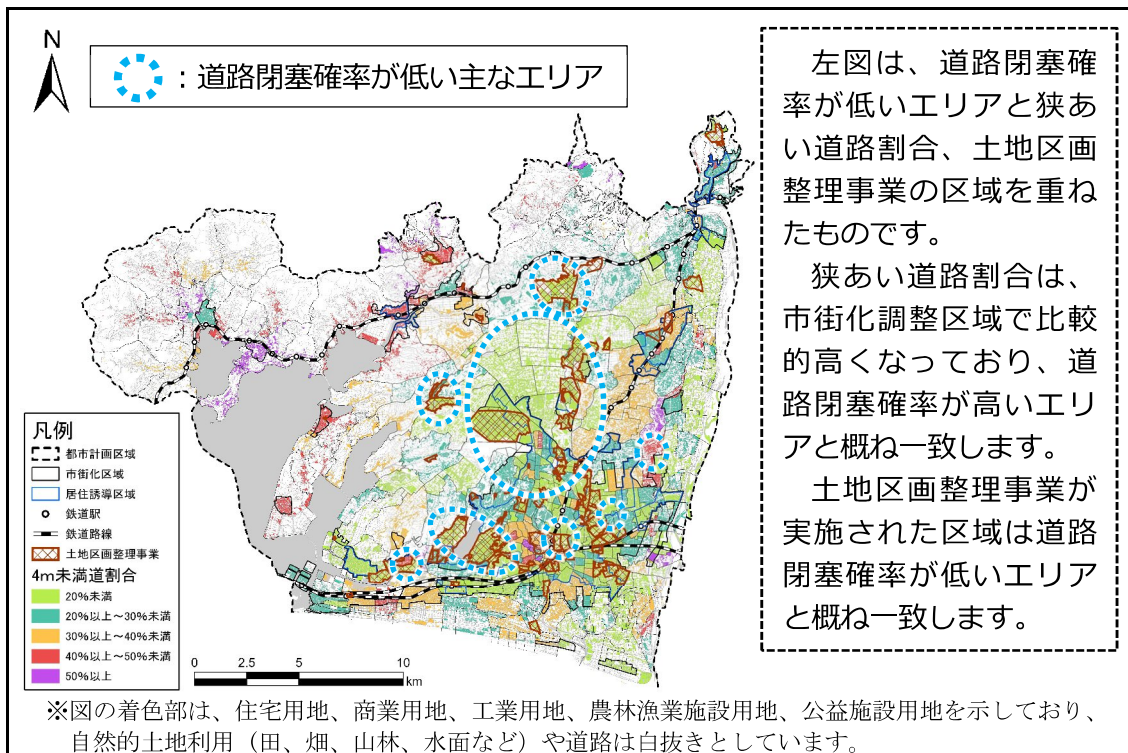 N
：道路閉塞確率が低い主なエリア
左図は、道路閉塞確
率が低いエリアと狭あ
い道路割合、土地区画
整理事業の区域を重ね
たものです。
狭あい道路割合は、
市街化調整区域で比較
的高くなっており、道
路閉塞確率が高いエリ
アと概ね一致します。
土地区画整理事業が
実施された区域は道路
閉塞確率が低いエリア
と概ね一致します。
凡例
都市計画区域
市街化区域
居住誘導区域
鉄道駅
鉄道路線
土地区画整理事業
4m未満道割合
20%未満
20%以上～30%未満
30%以上～40%未満
40%以上～50%未満
50%以上
0 2.5 5 10
km
※図の着色部は、住宅用地、商業用地、工業用地、農林漁業施設用地、公益施設用地を示しており、
自然的土地利用（田、畑、山林、水面など）や道路は白抜きとしています。